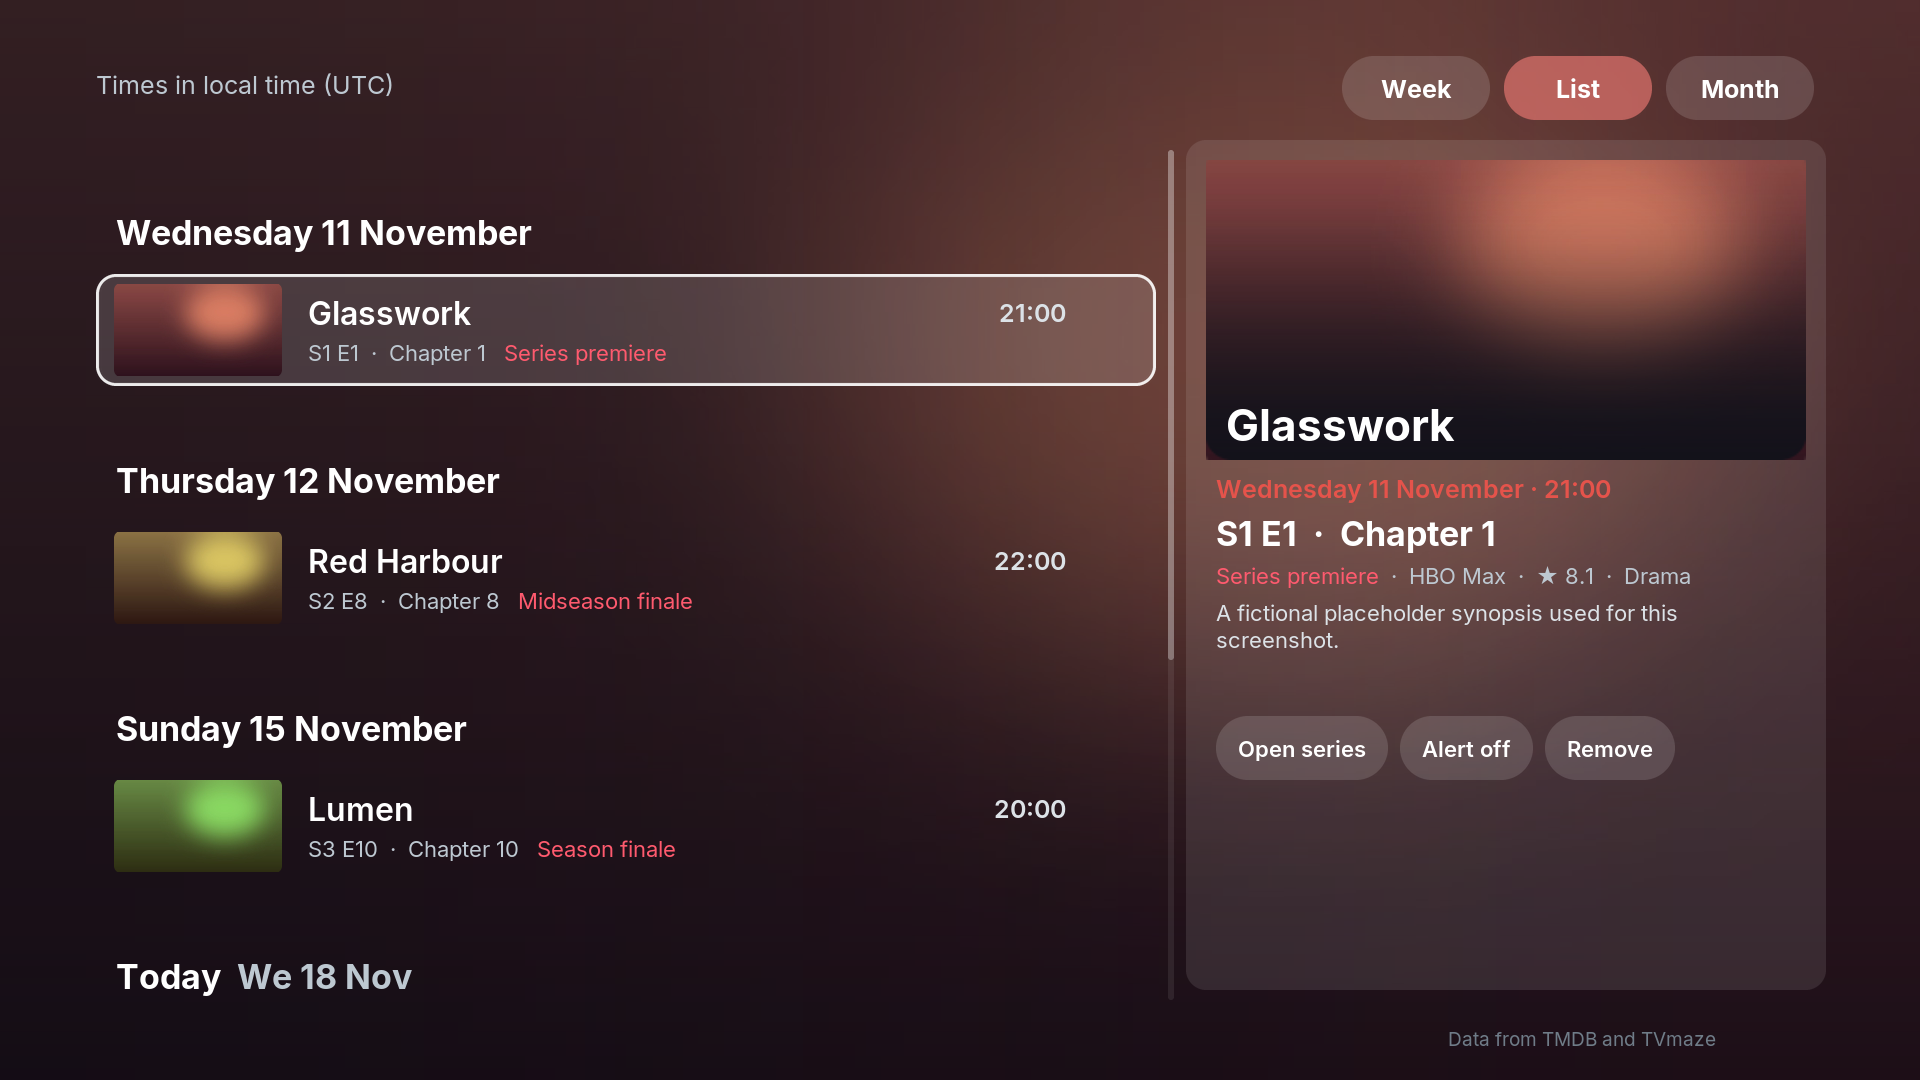 Times in local time (UTC)
Week
List
Month
Wednesday 11 November
Glasswork
21:00
S1 E1 · Chapter 1 Series premiere
Thursday 12 November
Red Harbour
22:00
S2 E8 · Chapter 8 Midseason finale
Sunday 15 November
Lumen
20:00
S3 E10 · Chapter 10 Season finale
Today We 18 Nov
Glasswork
Wednesday 11 November · 21:00
S1 E1 · Chapter 1
Series premiere · HBO Max · ★ 8.1 · Drama
A fictional placeholder synopsis used for this
screenshot.
Open series
Alert off
Remove
Data from TMDB and TVmaze